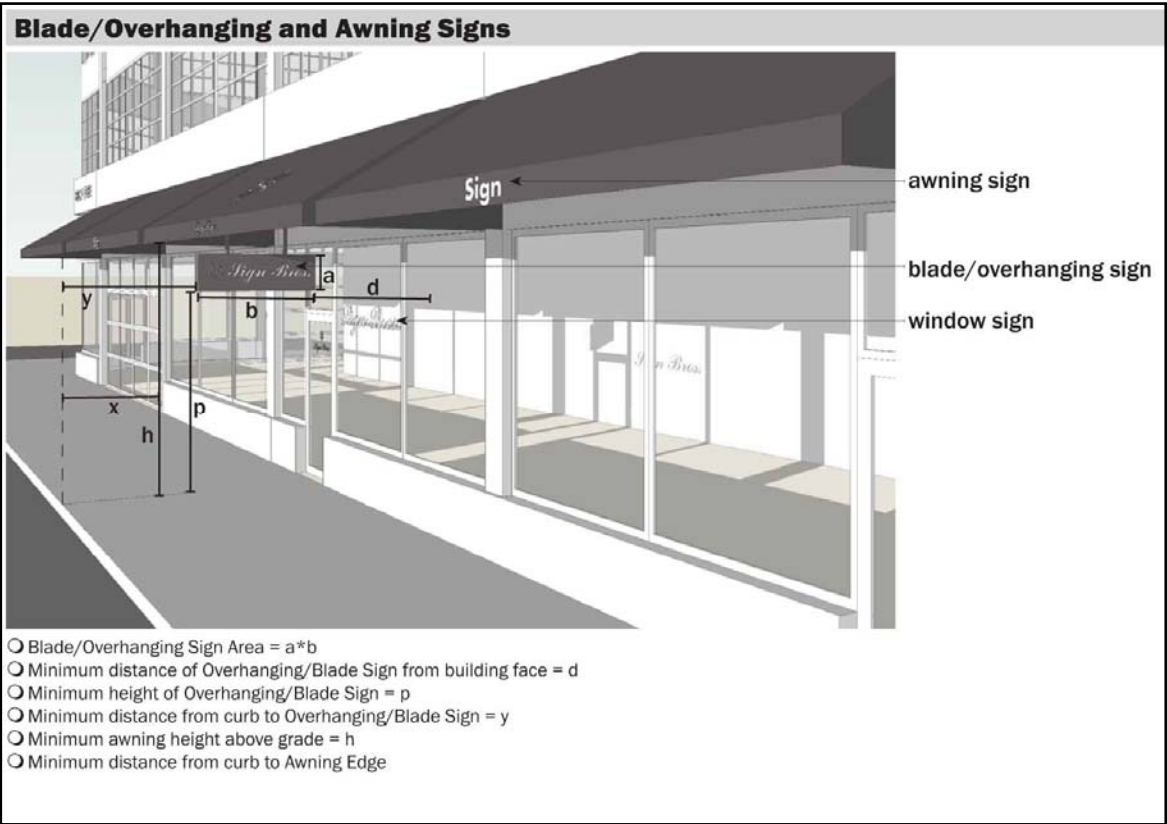 Blade/Overhanging and Awning Signs
Sign
awning sign
Sign Bros.
a
blade/overhanging sign
y
b
d
window sign
Sign Bros.
x
p
h
Blade/Overhanging Sign Area = a*b
Minimum distance of Overhanging/Blade Sign from building face = d
Minimum height of Overhanging/Blade Sign = p
Minimum distance from curb to Overhanging/Blade Sign = y
Minimum awning height above grade = h
Minimum distance from curb to Awning Edge